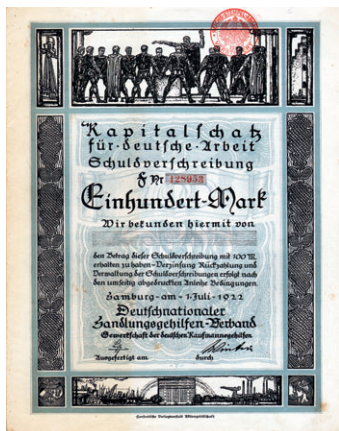 Kapitalschatz
für deutsche Arbeit
Schuldverschreibung
F Nr 128953
Einhundert-Mark
Wir bekunden hiermit von
den Betrag dieser Schuldverschreibung mit 100 M.
erhalten zu haben - Verzinsung Rückzahlung und
Verwaltung der Schuldverschreibungen erfolgt nach
den umseitig abgedruckten Anleihe Bedingungen
Hamburg - am - 1 Juli - 1922
Deutschnationaler
Handlungsgehilfen-Verband
Gewerkschaft der deutschen Kaufmannsgehilfen
Ausgefertigt am durch